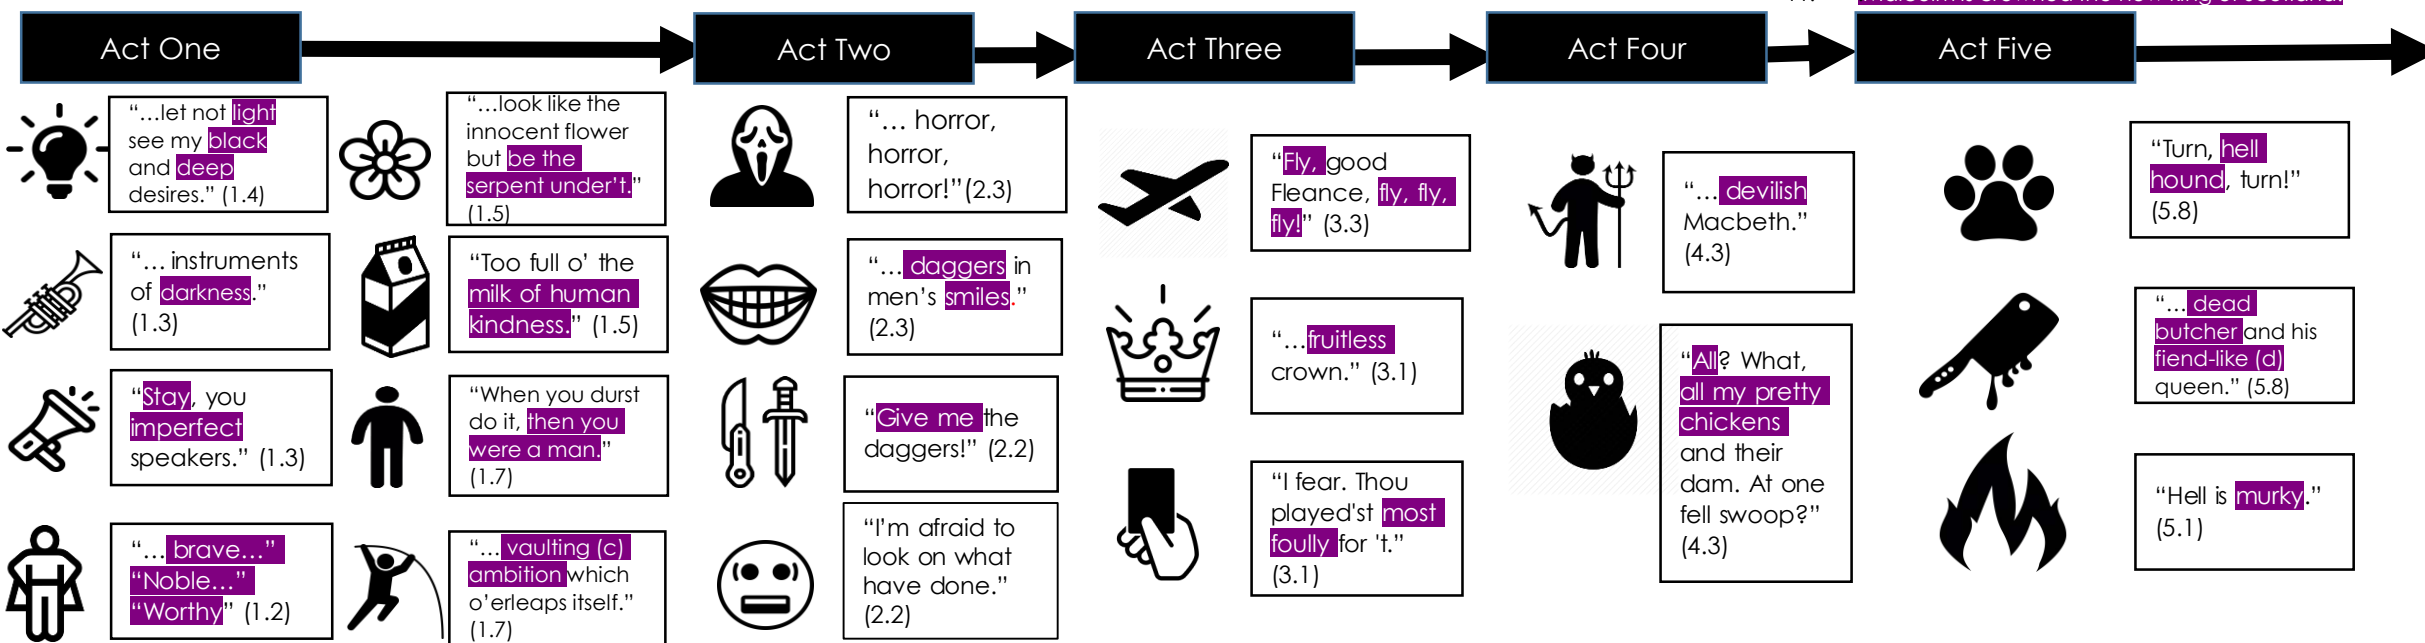 Malcolm is crowned the new king of Scotland.
Act One
Act Two
Act Three
Act Four
Act Five
“…let not light
see my black
and deep
desires.” (1.4)
“… instruments
of darkness.”
(1.3)
“Stay, you
imperfect
speakers.” (1.3)
“… brave…”
“Noble…”
“Worthy” (1.2)
“…look like the
innocent flower
but be the
serpent under’t.”
(1.5)
“Too full o’ the
milk of human
kindness.” (1.5)
“When you durst
do it, then you
were a man.”
(1.7)
“… vaulting (c)
ambition which
o’erleaps itself.”
(1.7)
“… horror,
horror,
horror!”(2.3)
“… daggers in
men’s smiles.”
(2.3)
“Give me the
daggers!” (2.2)
“I’m afraid to
look on what
have done.”
(2.2)
“Fly, good
Fleance, fly, fly,
fly!” (3.3)
“…fruitless
crown.” (3.1)
“I fear. Thou
played'st most
foully for 't.”
(3.1)
“… devilish
Macbeth.”
(4.3)
“All? What,
all my pretty
chickens
and their
dam. At one
fell swoop?”
(4.3)
“Turn, hell
hound, turn!”
(5.8)
“… dead
butcher and his
fiend-like (d)
queen.” (5.8)
“Hell is murky.”
(5.1)